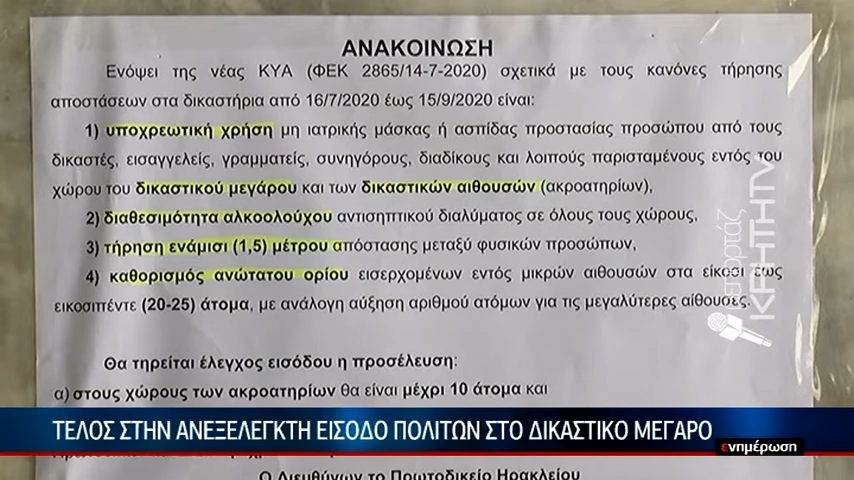 ΑΝΑΚΟΙΝΩΣΗ
Ενόψει της νέας ΚΥΑ (ΦΕΚ 2865/14-7-2020) σχετικά με τους κανόνες τήρησης
αποστάσεων στα δικαστήρια από 16/7/2020 έως 15/9/2020 είναι:
1) υποχρεωτική χρήση μη ιατρικής μάσκας ή ασπίδας προστασίας προσώπου από τους
δικαστές, εισαγγελείς, γραμματείς, συνηγόρους, διαδίκους και λοιπούς παρισταμένους εντός του
χώρου του δικαστικού μεγάρου και των δικαστικών αιθουσών (ακροατηρίων),
2) διαθεσιμότητα αλκοολούχου αντισηπτικού διαλύματος σε όλους τους χώρους,
3) τήρηση ενάμισι (1,5) μέτρου απόστασης μεταξύ φυσικών προσώπων,
4) καθορισμός ανώτατου ορίου εισερχομένων εντός μικρών αιθουσών στα είκοσι έως
εικοσιπέντε (20-25) άτομα, με ανάλογη αύξηση αριθμού ατόμων για τις μεγαλύτερες αίθουσες.
Θα τηρείται έλεγχος εισόδου η προσέλευση:
α) στους χώρους των ακροατηρίων θα είναι μέχρι 10 άτομα και
ρεπορτάζ
ΚΡΗΤΗTV
ΤΕΛΟΣ ΣΤΗΝ ΑΝΕΞΕΛΕΓΚΤΗ ΕΙΣΟΔΟ ΠΟΛΙΤΩΝ ΣΤΟ ΔΙΚΑΣΤΙΚΟ ΜΕΓΑΡΟ
ενημέρωση
Ο Διευθύνων το Πρωτοδικείο Ηρακλείου